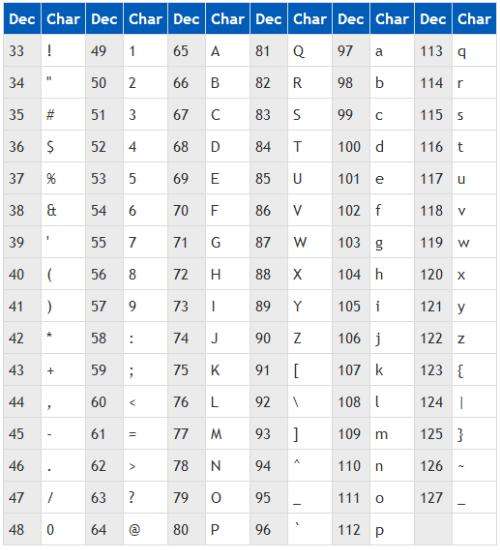 Dec Char Dec Char Dec Char Dec Char Dec Char Dec Char
33 ! 49 1 65 A 81 Q 97 a 113 q
34 " 50 2 66 B 82 R 98 b 114 r
35 # 51 3 67 C 83 S 99 c 115 s
36 $ 52 4 68 D 84 T 100 d 116 t
37 % 53 5 69 E 85 U 101 e 117 u
38 & 54 6 70 F 86 V 102 f 118 v
39 ' 55 7 71 G 87 W 103 g 119 w
40 ( 56 8 72 H 88 X 104 h 120 x
41 ) 57 9 73 I 89 Y 105 i 121 y
42 * 58 : 74 J 90 Z 106 j 122 z
43 + 59 ; 75 K 91 [ 107 k 123 {
44 , 60 < 76 L 92 \ 108 l 124 |
45 - 61 = 77 M 93 ] 109 m 125 }
46 . 62 > 78 N 94 ^ 110 n 126 ~
47 / 63 ? 79 O 95 _ 111 o 127 _
48 0 64 @ 80 P 96 ` 112 p